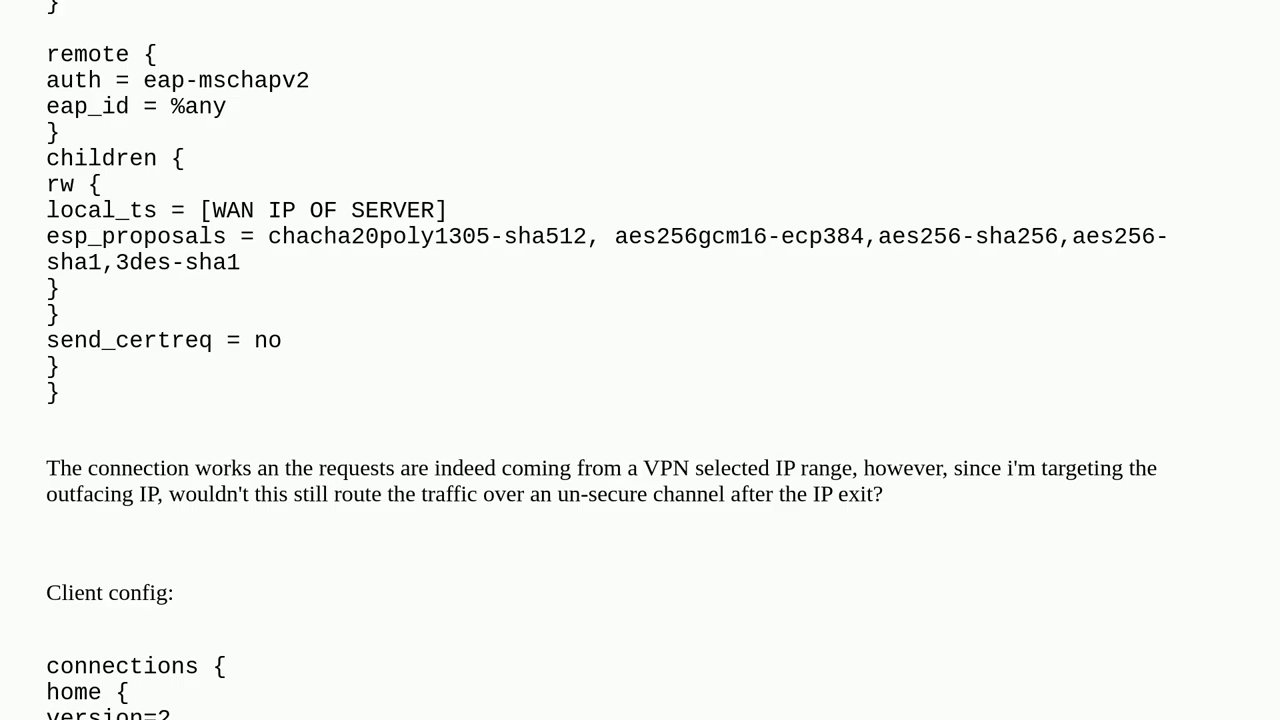 }
remote {
auth = eap-mschapv2
eap_id = %any
}
children {
rw {
local_ts = [WAN IP OF SERVER]
esp_proposals = chacha20poly1305-sha512, aes256gcm16-ecp384,aes256-sha256,aes256-
sha1,3des-sha1
}
}
send_certreq = no
}
}
The connection works an the requests are indeed coming from a VPN selected IP range, however, since i'm targeting the
outfacing IP, wouldn't this still route the traffic over an un-secure channel after the IP exit?
Client config:
connections {
home {
version=2